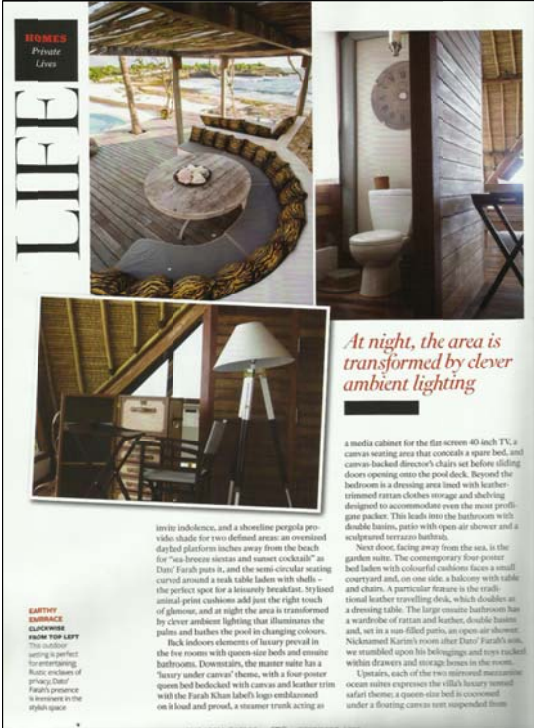 HOMES
Private
Lives
LIFE
At night, the area is
transformed by clever
ambient lighting
invite indolence, and a shoreline pergola pro-
vides shade for two defined areas: an oversized
daybed platform inches away from the beach
for "sea-breeze siestas and sunset cocktails" as
Dato' Farah puts it, and the semi-circular seating
curved around a teak table laden with shells –
the perfect spot for a leisurely breakfast. Stylised
animal-print cushions add just the right touch
of glamour, and at night the area is transformed
by clever ambient lighting that illuminates the
palms and bathes the pool in changing colours.
Back indoors elements of luxury prevail in
the five rooms with queen-size beds and ensuite
bathrooms. Downstairs, the master suite has a
'luxury under canvas' theme, with a four-poster
queen bed bedecked with canvas and leather trim
with the Farah Khan label's logo emblazoned
on it loud and proud, a steamer trunk acting as
a media cabinet for the flat-screen 40-inch TV, a
canvas seating area that conceals a spare bed, and
canvas-backed director's chairs set before sliding
doors opening onto the pool deck. Beyond the
bedroom is a dressing area lined with leather-
trimmed rattan clothes storage and shelving
designed to accommodate even the most profli-
gate packer. This leads into the bathroom with
double basins, patio with open-air shower and a
sculptured terrazzo bathtub.
Next door, facing away from the sea, is the
garden suite. The contemporary four-poster
bed laden with colourful cushions faces a small
courtyard and, on one side, a balcony with table
and chairs. A particular feature is the tradi-
tional leather travelling desk, which doubles as
a dressing table. The large ensuite bathroom has
a wardrobe of rattan and leather, double basins
and, set in a sun-filled patio, an open-air shower.
Nicknamed Karim's room after Dato' Farah's son,
we stumbled upon his belongings and toys tucked
within drawers and storage boxes in the room.
Upstairs, each of the two mirrored mezzanine
ocean suites expresses the villa's luxury tented
safari theme; a queen-size bed is cocooned
under a floating canvas tent suspended from
EARTHY
EMBRACE
CLOCKWISE
FROM TOP LEFT
The outdoor
setting is perfect
for entertaining;
Rustic enclaves of
privacy; Dato'
Farah's presence
is imminent in the
stylish space